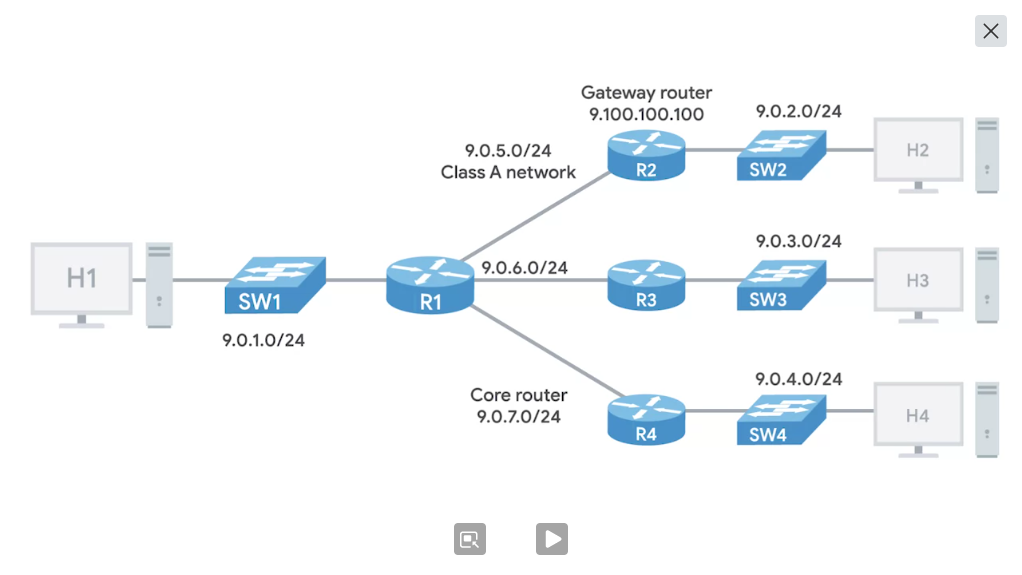 Gateway router
9.100.100.100
9.0.2.0/24
H2
R2
SW2
9.0.5.0/24
Class A network
9.0.3.0/24
H1
SW1
R1
9.0.6.0/24
R3
SW3
H3
9.0.1.0/24
9.0.4.0/24
Core router
9.0.7.0/24
R4
SW4
H4